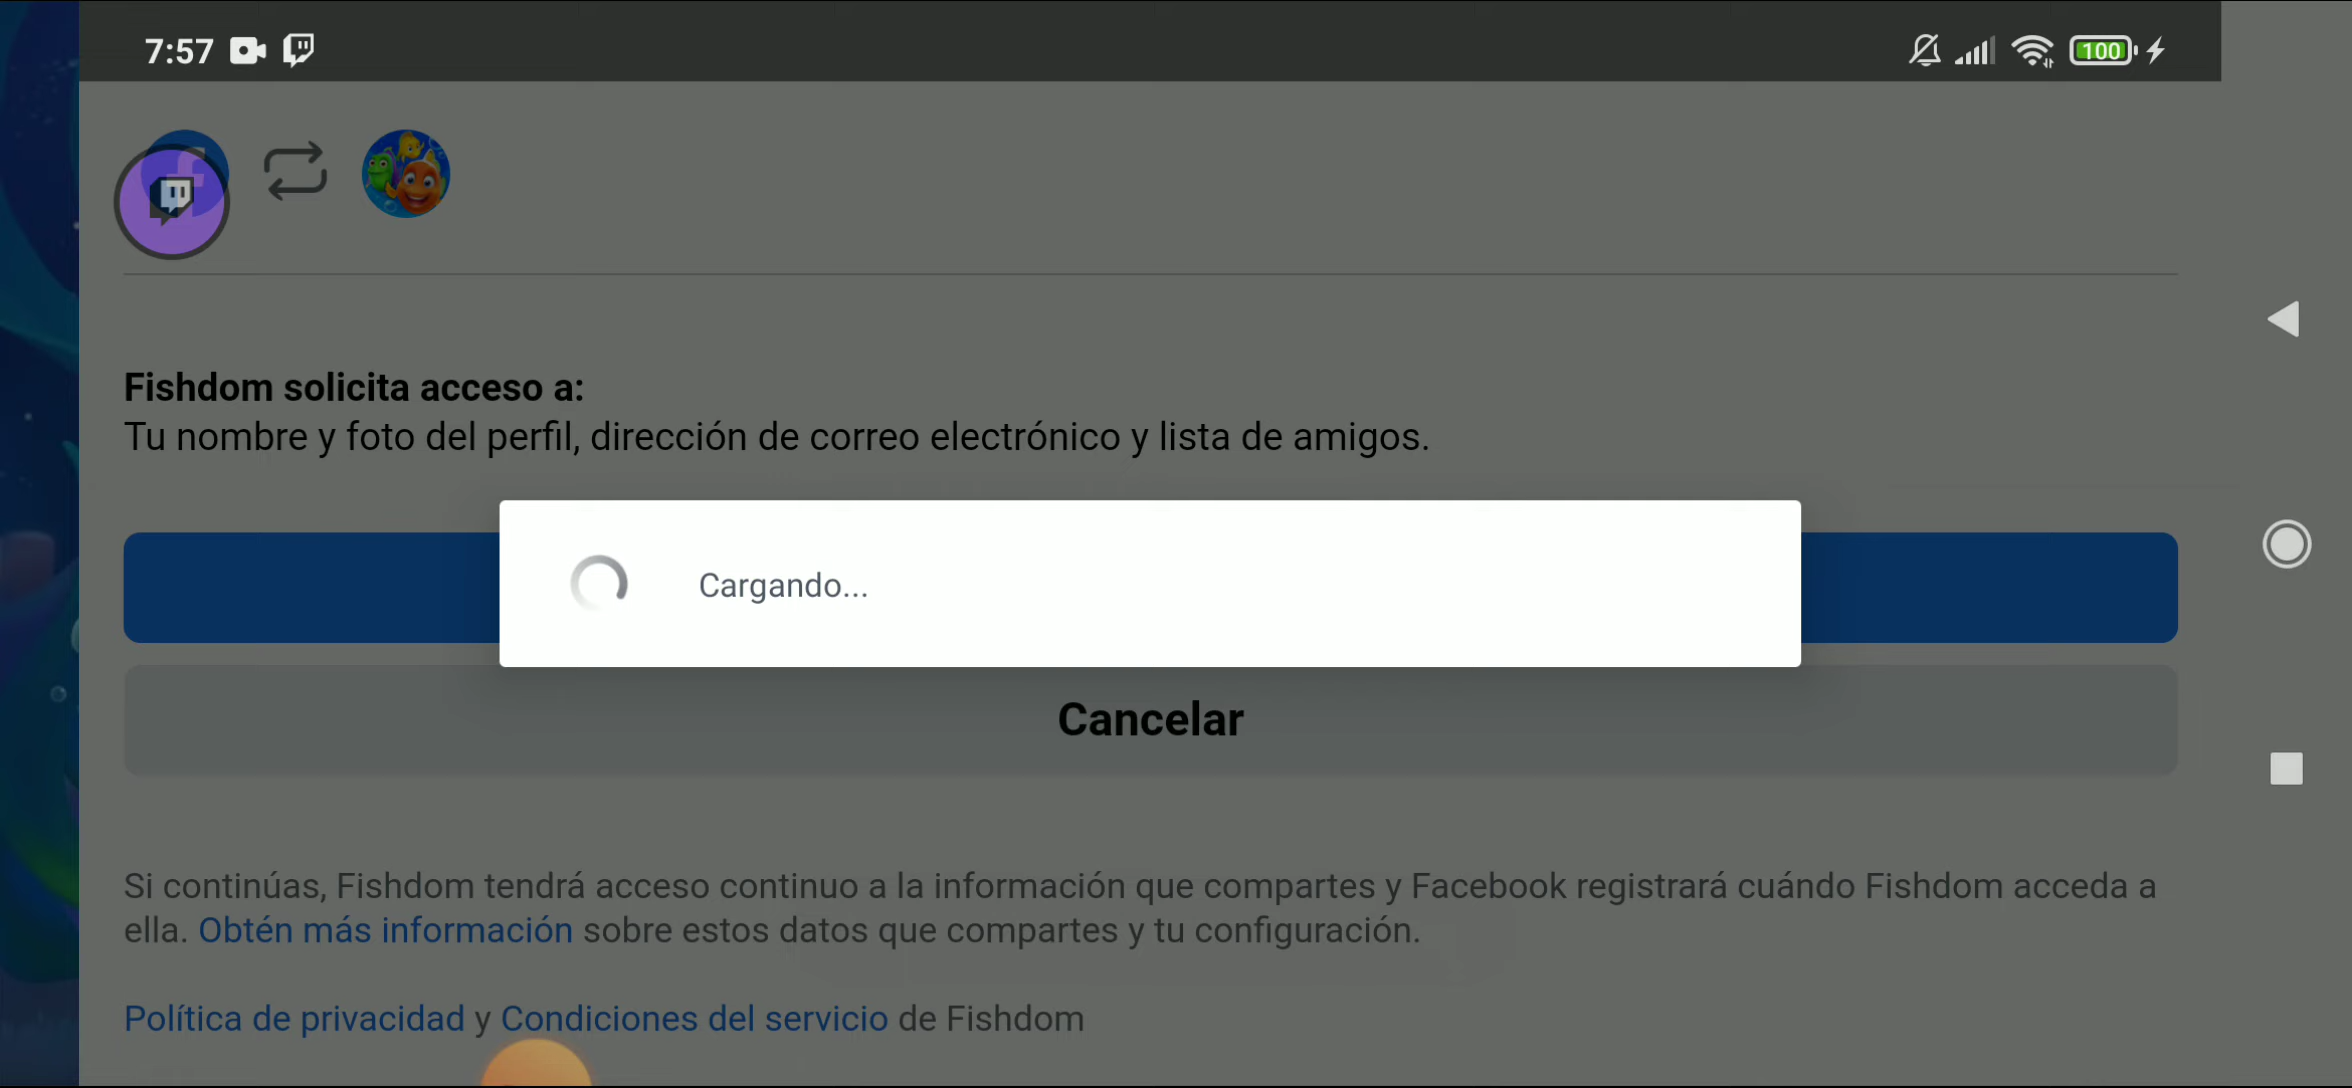 7:57
100
Fishdom solicita acceso a:
Tu nombre y foto del perfil, dirección de correo electrónico y lista de amigos.
Cargando...
Cancelar
Si continúas, Fishdom tendrá acceso continuo a la información que compartes y Facebook registrará cuándo Fishdom acceda a
ella. Obtén más información sobre estos datos que compartes y tu configuración.
Política de privacidad y Condiciones del servicio de Fishdom